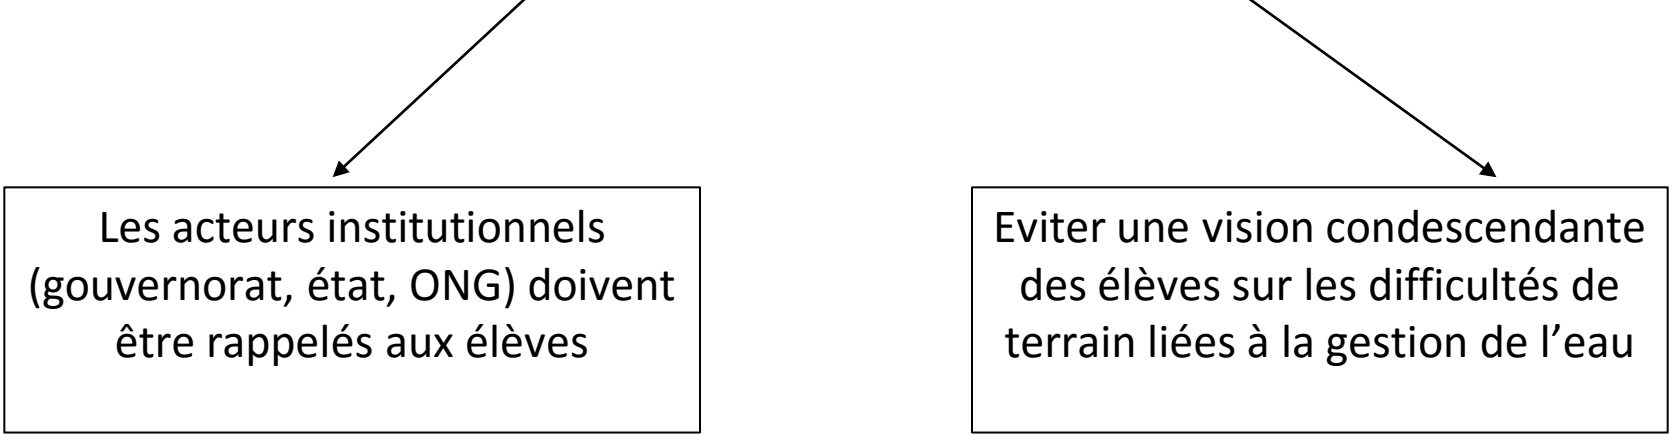 Les acteurs institutionnels
(gouvernorat, état, ONG) doivent
être rappelés aux élèves
Eviter une vision condescendante
des élèves sur les difficultés de
terrain liées à la gestion de l’eau